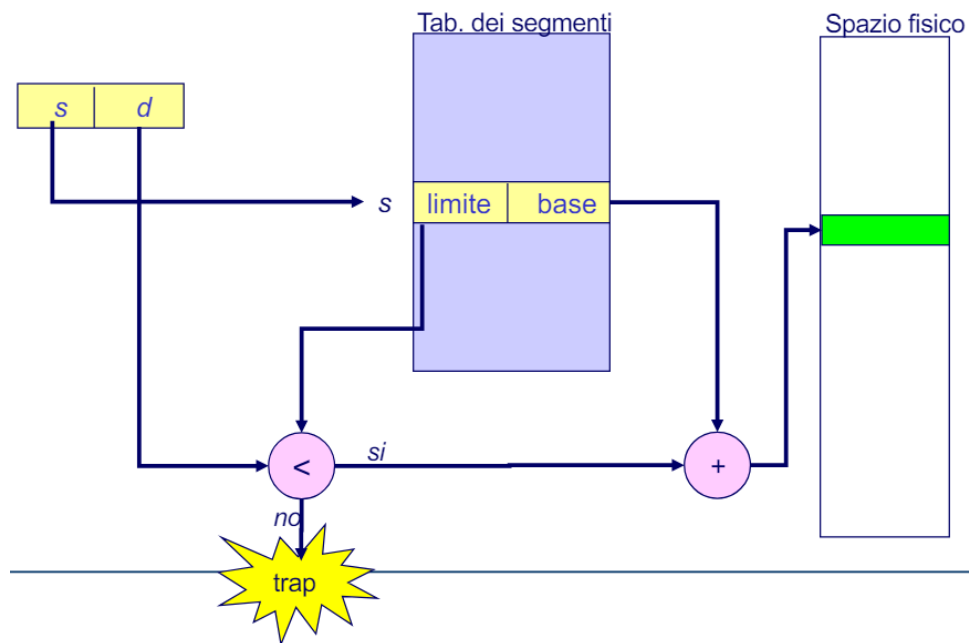 Tab. dei segmenti
Spazio fisico
s d
s limite base
< si +
no
trap